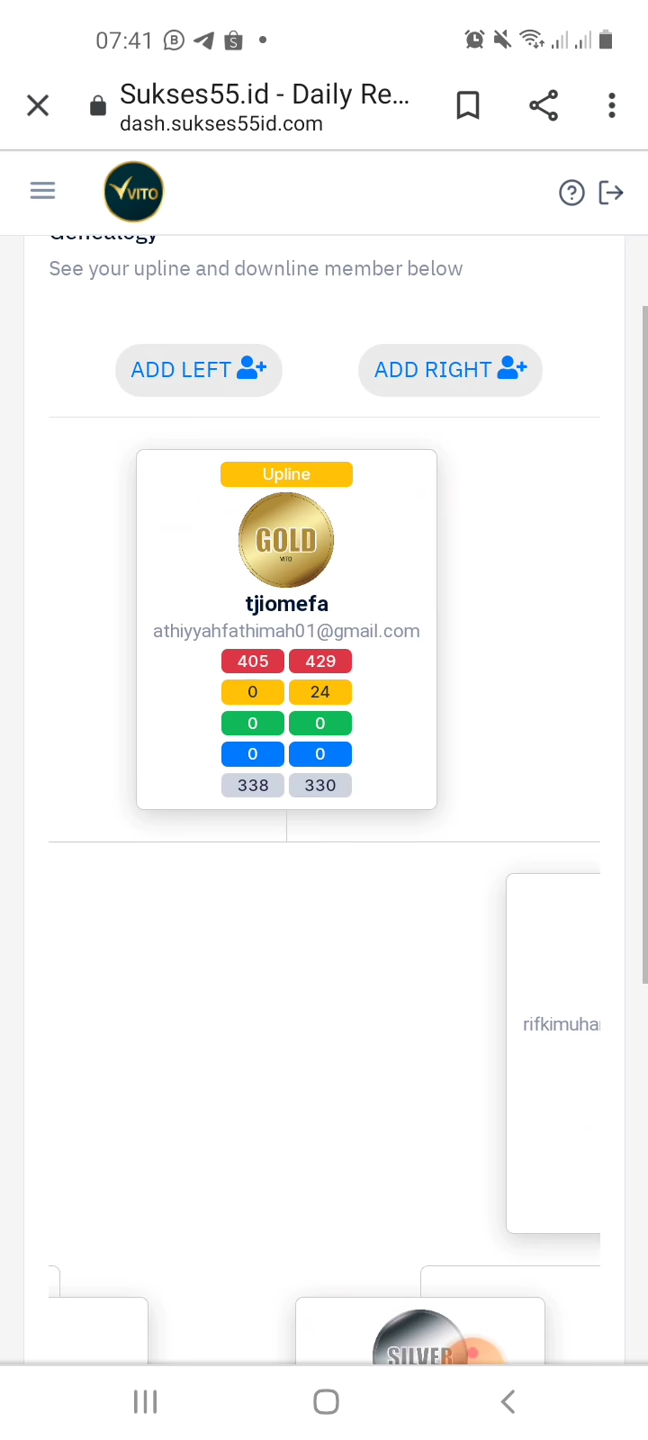 07:41
Sukses55.id - Daily Re...
dash.sukses55id.com
VITO
Genealogy
See your upline and downline member below
ADD LEFT
ADD RIGHT
Upline
GOLD
VITO
tjiomefa
athiyyahfathimah01@gmail.com
405 429
0 24
0 0
0 0
338 330
rifkimuha
SILVER